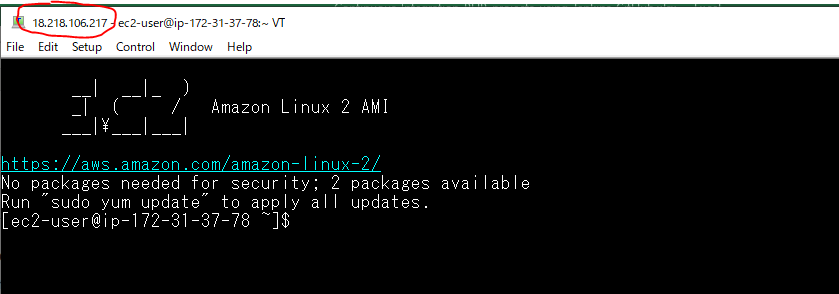 18.218.106.217 - ec2-user@ip-172-31-37-78:~ VT
File Edit Setup Control Window Help
__| __|_ )
_| ( / Amazon Linux 2 AMI
___|¥___|___|
https://aws.amazon.com/amazon-linux-2/
No packages needed for security; 2 packages available
Run "sudo yum update" to apply all updates.
[ec2-user@ip-172-31-37-78 ~]$